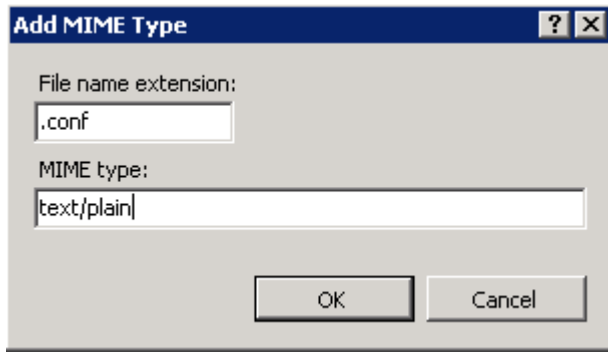 Add MIME Type
File name extension:
.conf
MIME type:
text/plain
OK Cancel